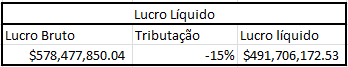 Lucro Líquido
Lucro Bruto Tributação Lucro líquido
$578,477,850.04 -15% $491,706,172.53